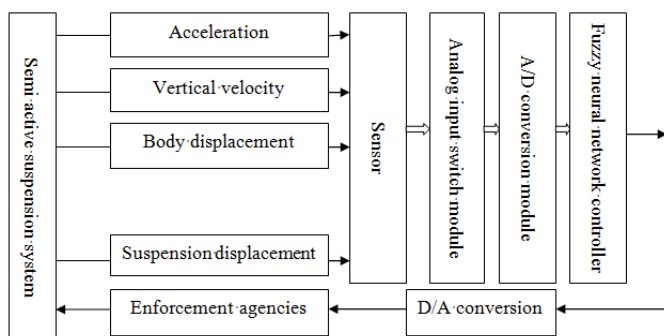 Semi active suspension system
Acceleration
Vertical velocity
Body displacement
Suspension displacement
Sensor
Analog input switch module
A/D conversion module
Fuzzy neural network controller
Enforcement agencies
D/A conversion